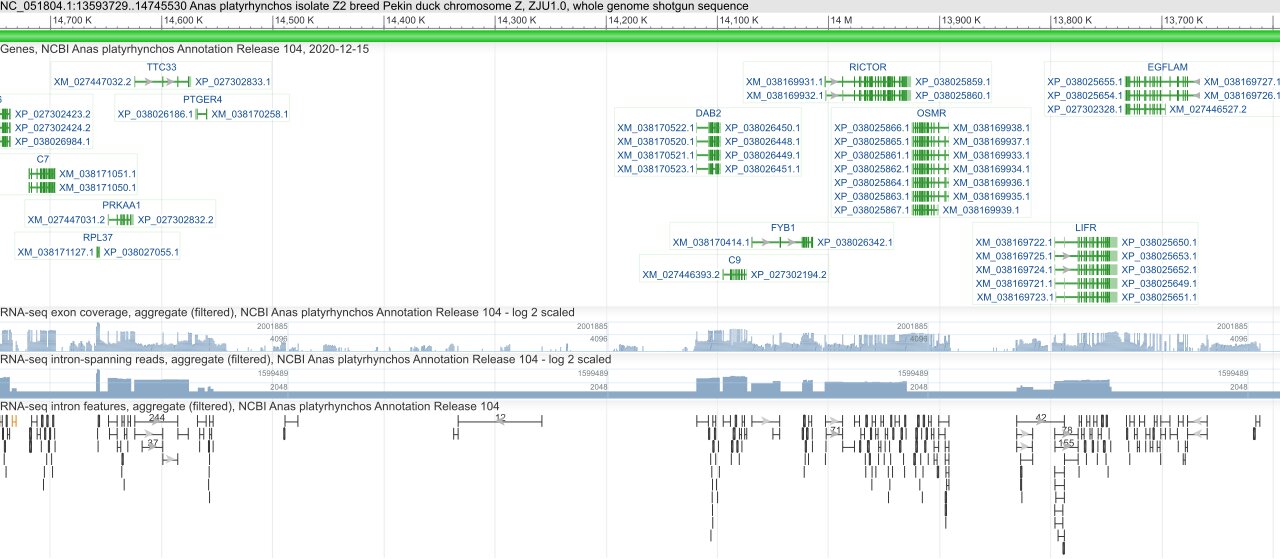 NC_051804.1:13593729..14745530 Anas platyrhynchos isolate Z2 breed Pekin duck chromosome Z, ZJU1.0, whole genome shotgun sequence
14,700 K 14,600 K 14,500 K 14,400 K 14,300 K 14,200 K 14,100 K 14 M 13,900 K 13,800 K 13,700 K
Genes, NCBI Anas platyrhynchos Annotation Release 104, 2020-12-15
TTC33 RICTOR EGFLAM
XM_027447032.2 XP_027302833.1 XM_038169931.1 XP_038025859.1 XP_038025655.1 XM_038169727.1
PTGER4 XM_038169932.1 XP_038025860.1 XP_038025654.1 XM_038169726.1
XP_027302423.2 XP_038026186.1 XM_038170258.1 DAB2 OSMR XP_027302328.1 XM_027446527.2
XP_027302424.2 XM_038170522.1 XP_038026450.1 XP_038025866.1 XM_038169938.1
XP_038026984.1 XM_038170520.1 XP_038026448.1 XP_038025865.1 XM_038169937.1
C7 XM_038170521.1 XP_038026449.1 XP_038025861.1 XM_038169933.1
XM_038171051.1 XM_038170523.1 XP_038026451.1 XP_038025862.1 XM_038169934.1
XM_038171050.1 XP_038025864.1 XM_038169936.1
PRKAA1 XP_038025863.1 XM_038169935.1
XM_027447031.2 XP_027302832.2 XP_038025867.1 XM_038169939.1
RPL37 FYB1 LIFR
XM_038171127.1 XP_038027055.1 XM_038170414.1 XP_038026342.1 XM_038169722.1 XP_038025650.1
C9 XM_038169725.1 XP_038025653.1
XM_027446393.2 XP_027302194.2 XM_038169724.1 XP_038025652.1
XM_038169721.1 XP_038025649.1
XM_038169723.1 XP_038025651.1
RNA-seq exon coverage, aggregate (filtered), NCBI Anas platyrhynchos Annotation Release 104 - log 2 scaled
2001885 2001885 2001885 2001885
4096 4096 4096 4096
RNA-seq intron-spanning reads, aggregate (filtered), NCBI Anas platyrhynchos Annotation Release 104 - log 2 scaled
1599489 1599489 1599489 1599489
2048 2048 2048 2048
RNA-seq intron features, aggregate (filtered), NCBI Anas platyrhynchos Annotation Release 104
244 12 42
37 71 78
165